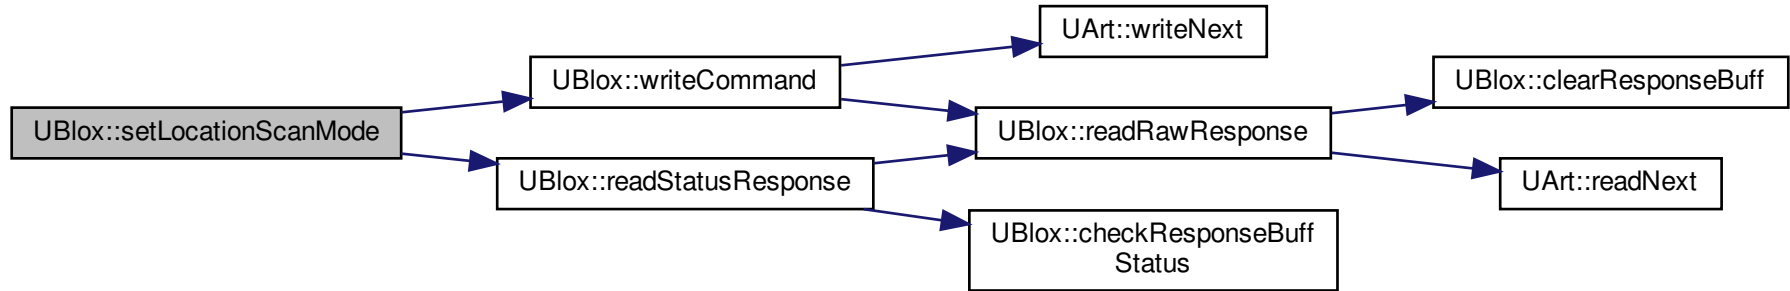 UBlox::setLocationScanMode
UBlox::writeCommand
UBlox::readStatusResponse
UArt::writeNext
UBlox::readRawResponse
UBlox::checkResponseBuff
Status
UBlox::clearResponseBuff
UArt::readNext